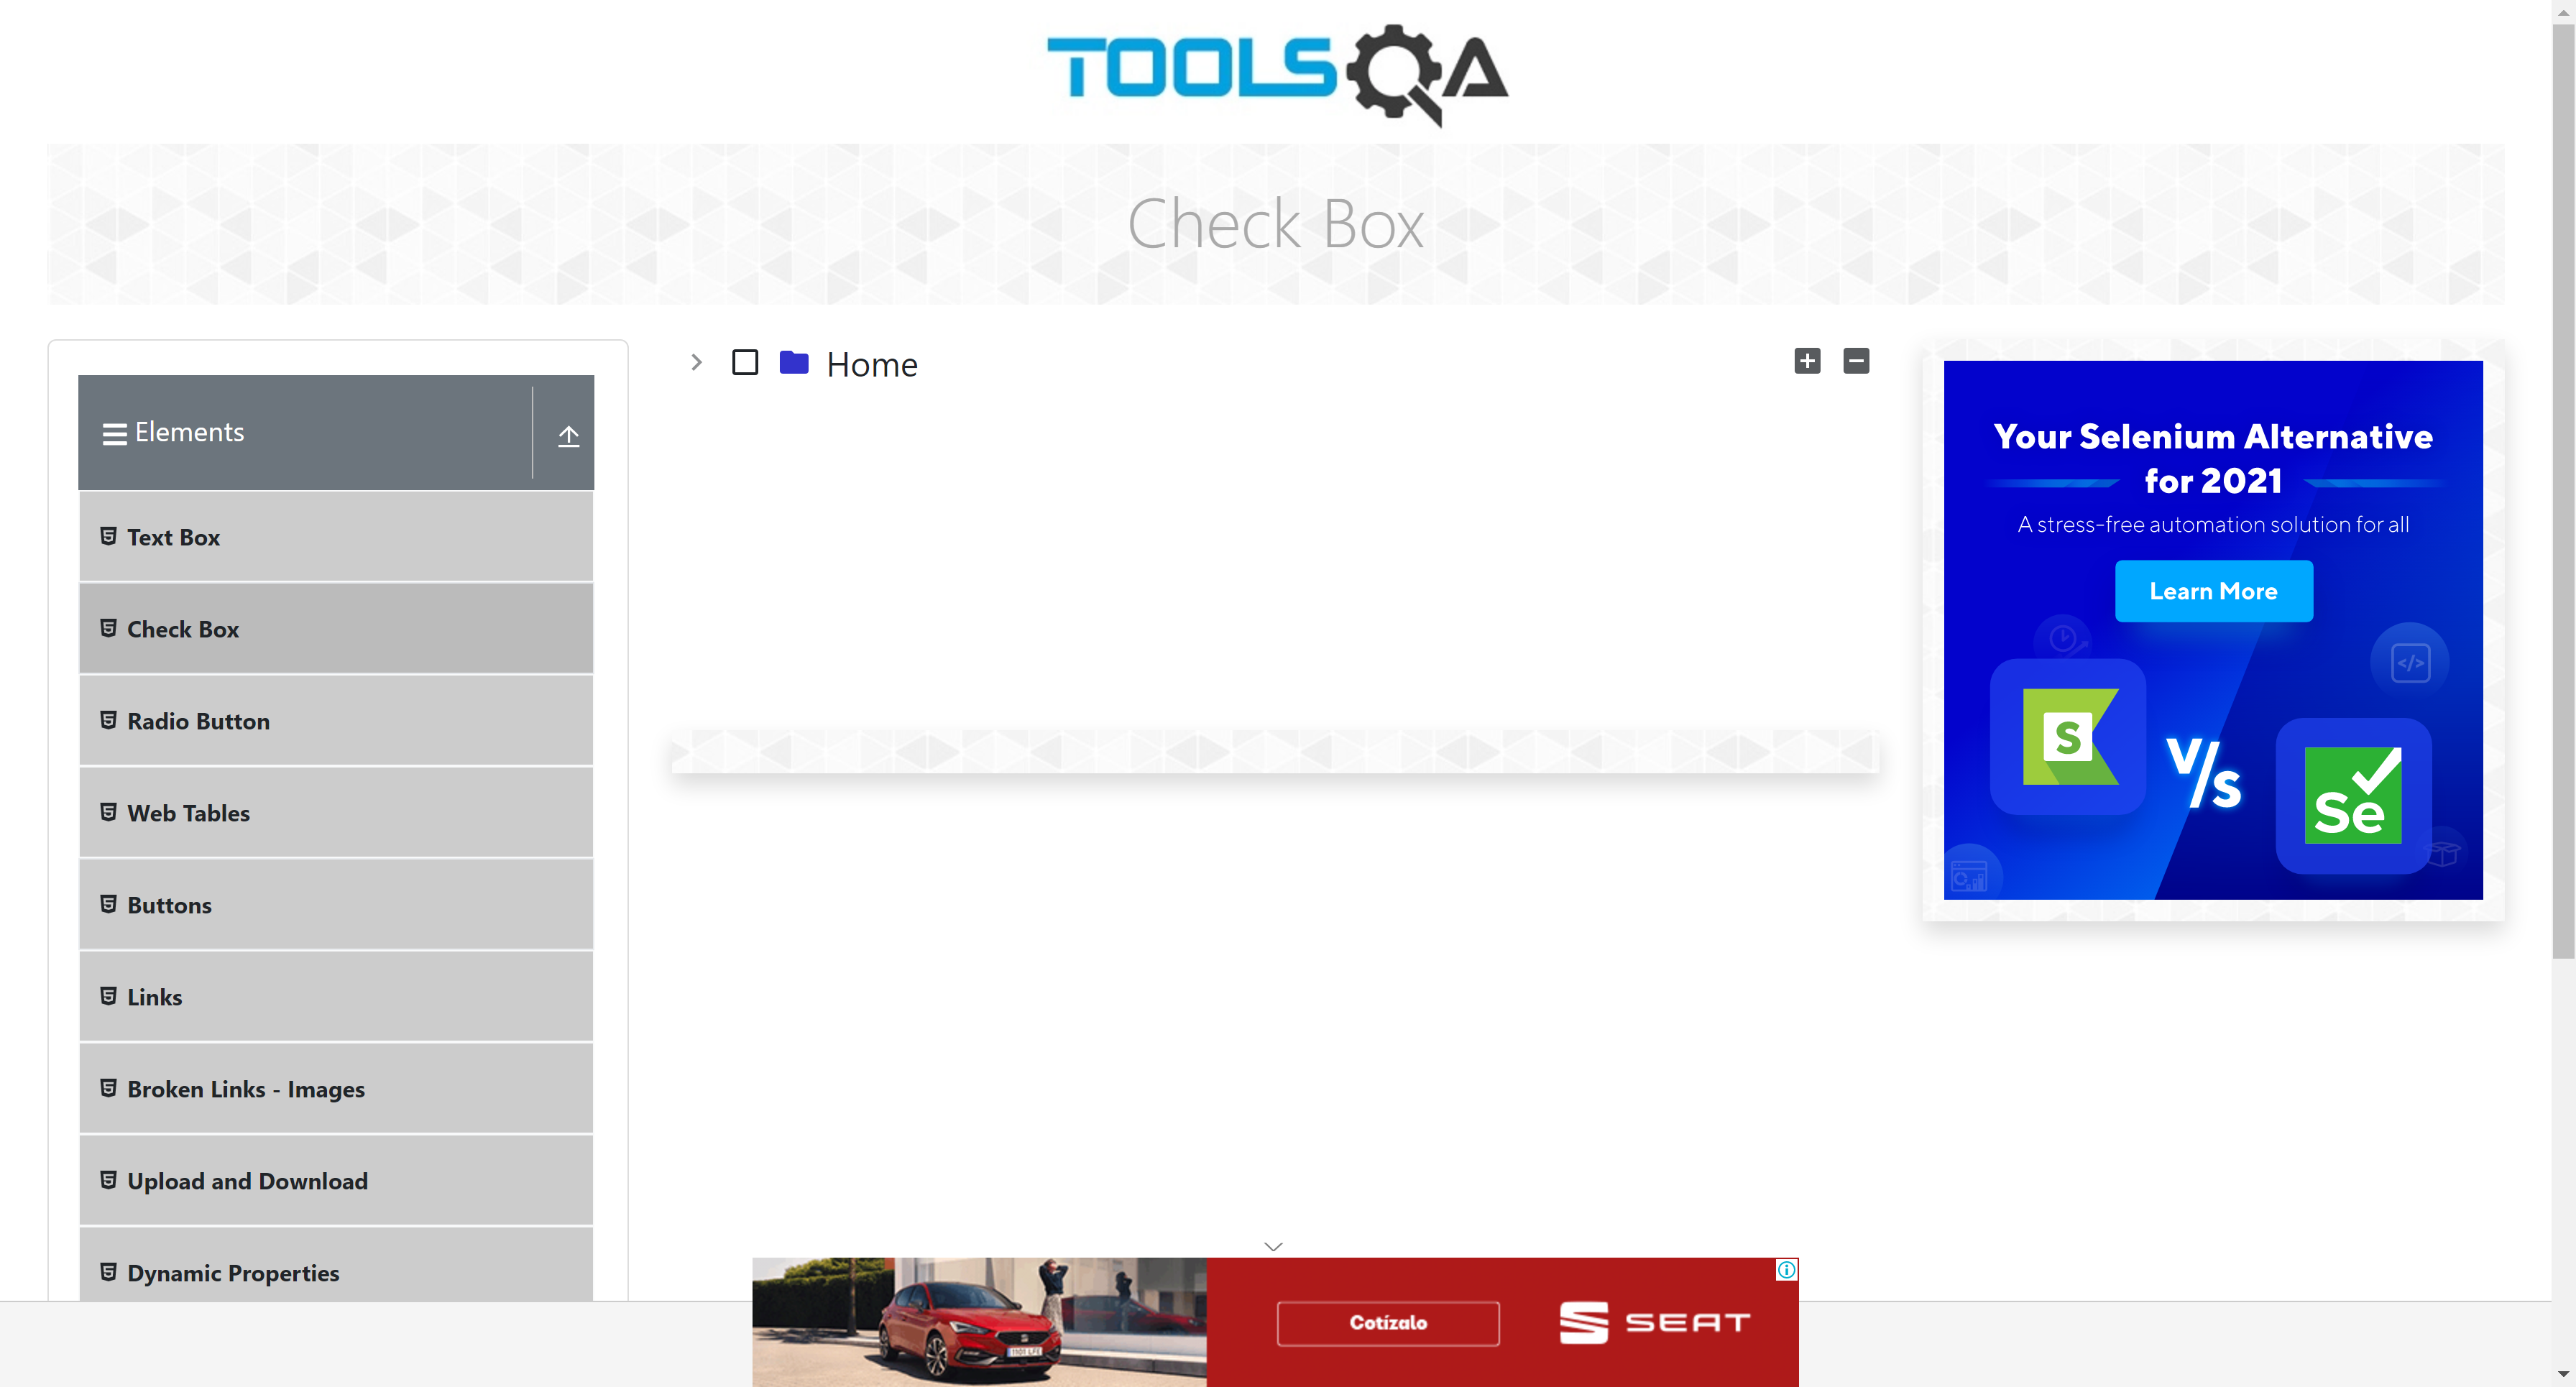 TOOLSQA
Check Box
Elements
Text Box
Check Box
Radio Button
Web Tables
Buttons
Links
Broken Links - Images
Upload and Download
Dynamic Properties
Home
Your Selenium Alternative
for 2021
A stress-free automation solution for all
Learn More
</>
S
V/s
Se
1101 LFE
Cotízalo
SEAT